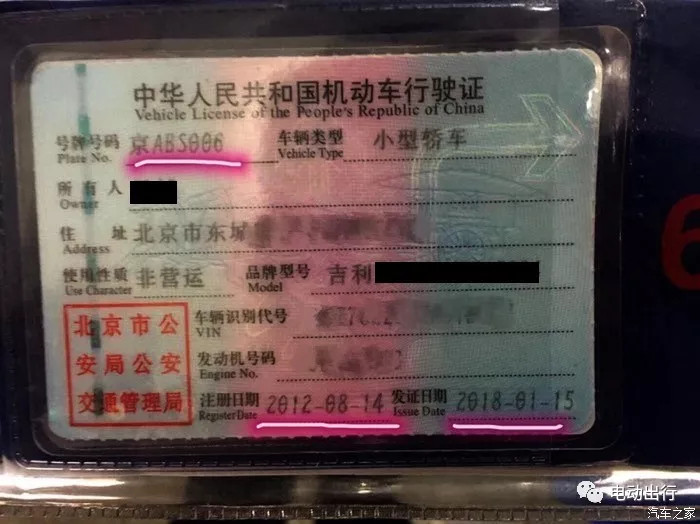 中华人民共和国机动车行驶证
Vehicle License of the People's Republic of China
号牌号码 京ABS006 车辆类型 小型轿车
Plate No. Vehicle Type
所有人
Owner
住 址 北京市东城
Address
使用性质 非营运 品牌型号 吉利
Use Character Model
车辆识别代号
VIN
发动机号码
Engine No.
北京市公
安局公安
交通管理局
注册日期 2012-08-14 发证日期 2018-01-15
Register Date Issue Date
6
电动出行
汽车之家